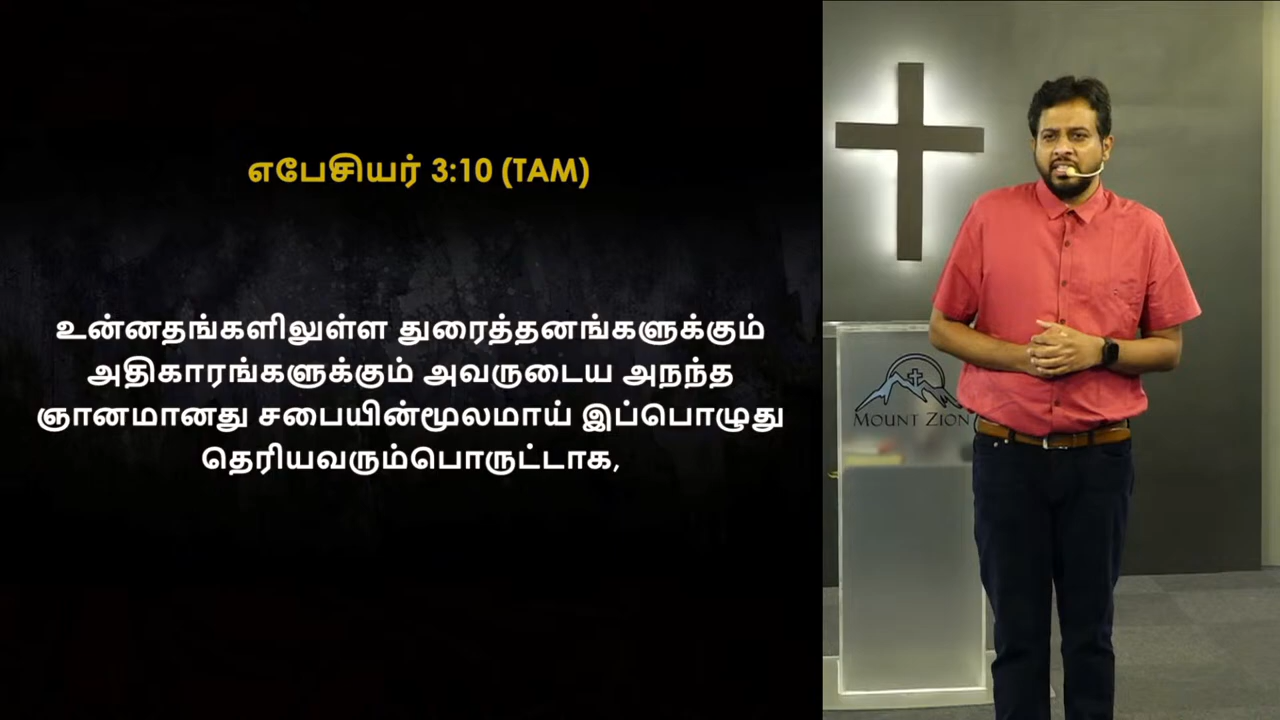 எபேசியர் 3:10 (TAM)
உன்னதங்களிலுள்ள துரைத்தனங்களுக்கும்
அதிகாரங்களுக்கும் அவருடைய அநந்த
ஞானமானது சபையின்மூலமாய் இப்பொழுது
தெரியவரும்பொருட்டாக,
MOUNT ZION